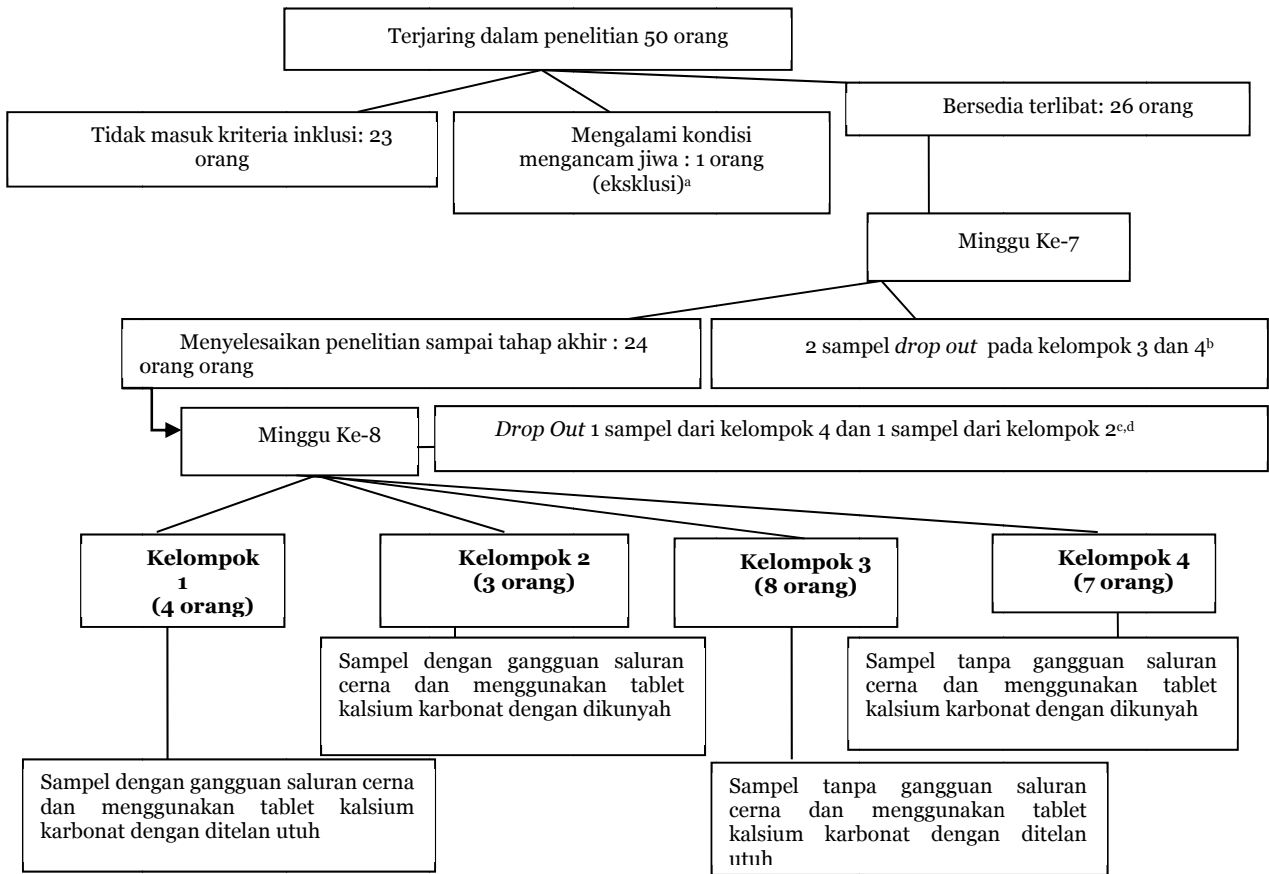 Terjaring dalam penelitian 50 orang
Tidak masuk kriteria inklusi: 23
orang
Mengalami kondisi
mengancam jiwa : 1 orang
(eksklusi)ᵃ
Bersedia terlibat: 26 orang
Minggu Ke-7
Menyelesaikan penelitian sampai tahap akhir : 24
orang orang
2 sampel drop out pada kelompok 3 dan 4ᵇ
Minggu Ke-8
Drop Out 1 sampel dari kelompok 4 dan 1 sampel dari kelompok 2ᶜ,ᵈ
Kelompok
1
(4 orang)
Kelompok 2
(3 orang)
Kelompok 3
(8 orang)
Kelompok 4
(7 orang)
Sampel dengan gangguan saluran
cerna dan menggunakan tablet
kalsium karbonat dengan dikunyah
Sampel tanpa gangguan saluran
cerna dan menggunakan tablet
kalsium karbonat dengan dikunyah
Sampel dengan gangguan saluran cerna
dan menggunakan tablet kalsium
karbonat dengan ditelan utuh
Sampel tanpa gangguan saluran
cerna dan menggunakan tablet
kalsium karbonat dengan ditelan
utuh